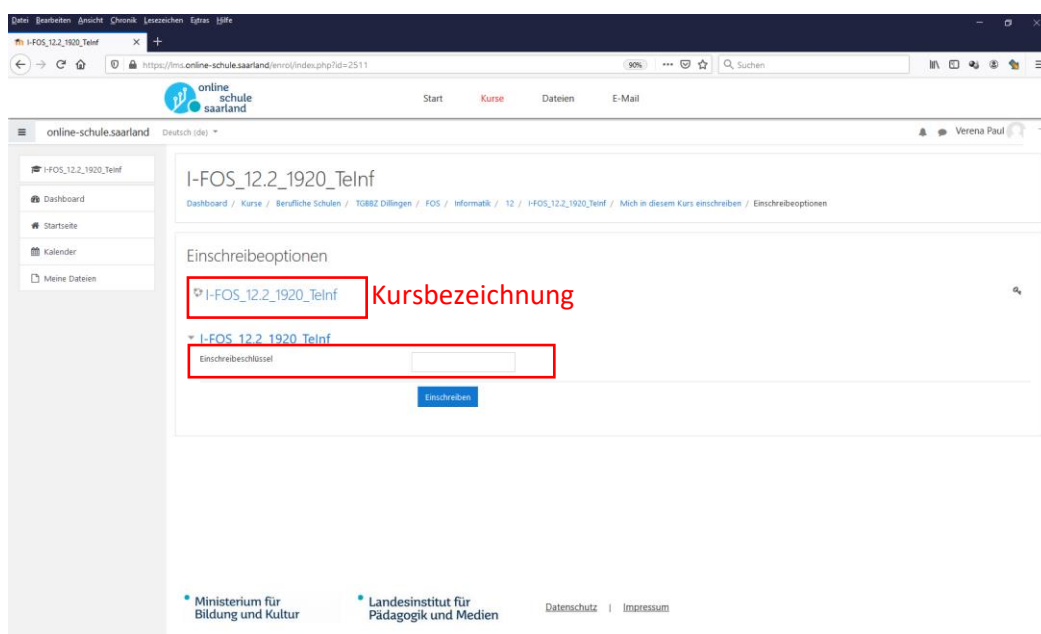 Datei Bearbeiten Ansicht Chronik Lesezeichen Extras Hilfe
I-FOS_12.2_1920_TeInf
https://lms.online-schule.saarland/enrol/index.php?id=2511
90%
Suchen
online
schule
saarland
Start Kurse Dateien E-Mail
online-schule.saarland Deutsch (de)
Verena Paul
I-FOS_12.2_1920_TeInf
Dashboard
Startseite
Kalender
Meine Dateien
I-FOS_12.2_1920_TeInf
Dashboard / Kurse / Berufliche Schulen / TGBBZ Dillingen / FOS / Informatik / 12 / I-FOS_12.2_1920_TeInf / Mich in diesem Kurs einschreiben / Einschreibeoptionen
Einschreibeoptionen
I-FOS_12.2_1920_TeInf Kursbezeichnung
I-FOS_12.2_1920_TeInf
Einschreibeschlüssel
Einschreiben
Ministerium für
Bildung und Kultur
Landesinstitut für
Pädagogik und Medien
Datenschutz | Impressum